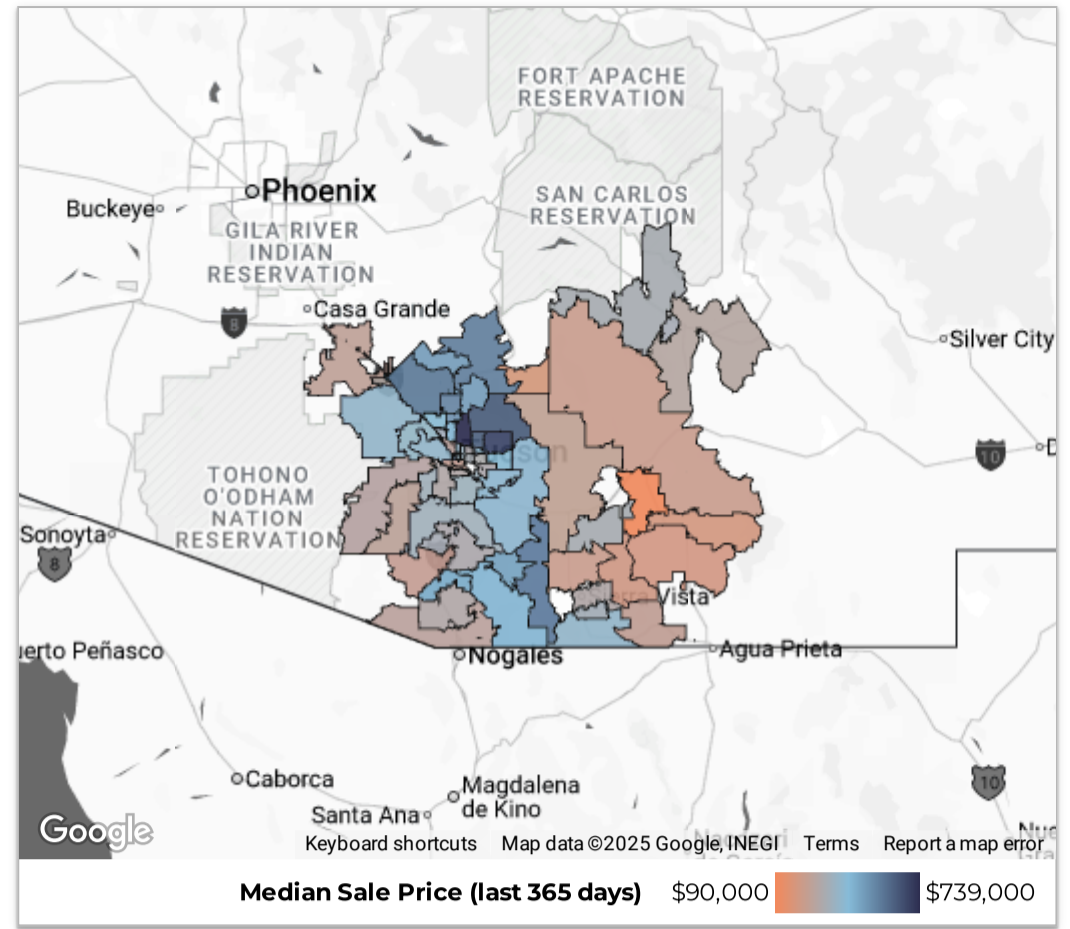 FORT APACHE
RESERVATION
Phoenix
Buckeye
SAN CARLOS
RESERVATION
GILA RIVER
INDIAN
RESERVATION
Casa Grande
8
Silver City
10
TOHONO
O'ODHAM
NATION
RESERVATION
Sonoyta
8
Vista
Nogales
Agua Prieta
Peñasco
Caborca
Magdalena
de Kino
Santa Ana
10
Google
Keyboard shortcuts Map data ©2025 Google, INEGI Terms Report a map error
Median Sale Price (last 365 days) $90,000 $739,000